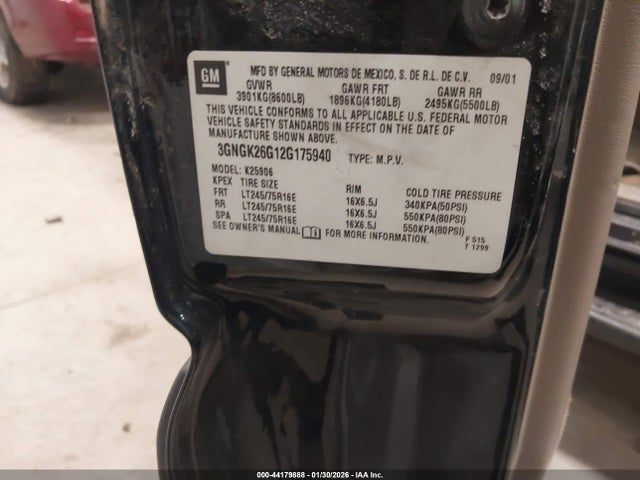 GM
MFD BY GENERAL MOTORS DE MEXICO, S. DE R.L. DE C.V. 09/01
GVWR GAWR FRT GAWR RR
3901KG(8600LB) 1896KG(4180LB) 2495KG(5500LB)
THIS VEHICLE CONFORMS TO ALL APPLICABLE U.S. FEDERAL MOTOR
VEHICLE SAFETY STANDARDS IN EFFECT ON THE DATE OF
MANUFACTURE SHOWN ABOVE.
3GNGK26G12G175940 TYPE: M.P.V.
MODEL: K25906
KPEX TIRE SIZE RIM COLD TIRE PRESSURE
FRT LT245/75R16E 16X6.5J 340KPA(50PSI)
RR LT245/75R16E 16X6.5J 550KPA(80PSI)
SPA LT245/75R16E 16X6.5J 550KPA(80PSI)
SEE OWNER'S MANUAL FOR MORE INFORMATION.
F 515
T 1299
000-44179888 | 01/30/2026 - IAA Inc.